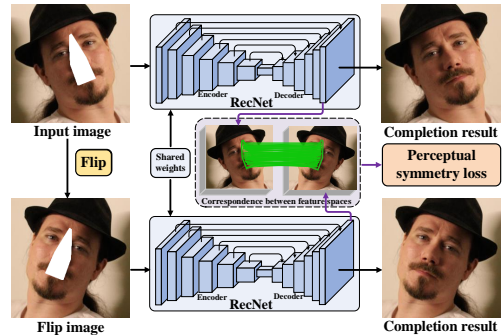 Encoder
Decoder
RecNet
Input image
Completion result
Flip
Shared
weights
Perceptual
symmetry loss
Correspondence between feature spaces
Encoder
Decoder
RecNet
Flip image
Completion result